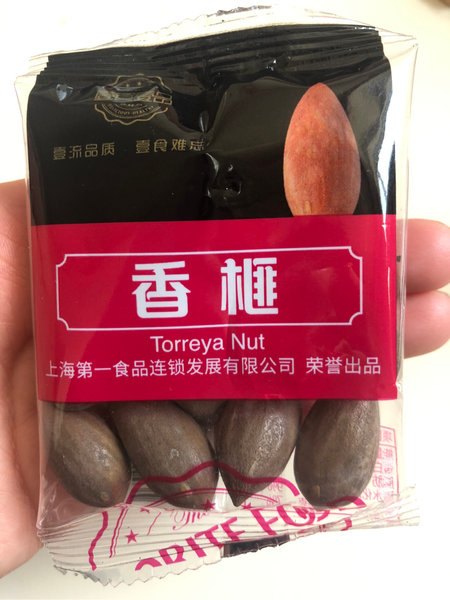 壹流品质 壹食难忘
香榧
Torreya Nut
上海第一食品连锁发展有限公司 荣誉出品